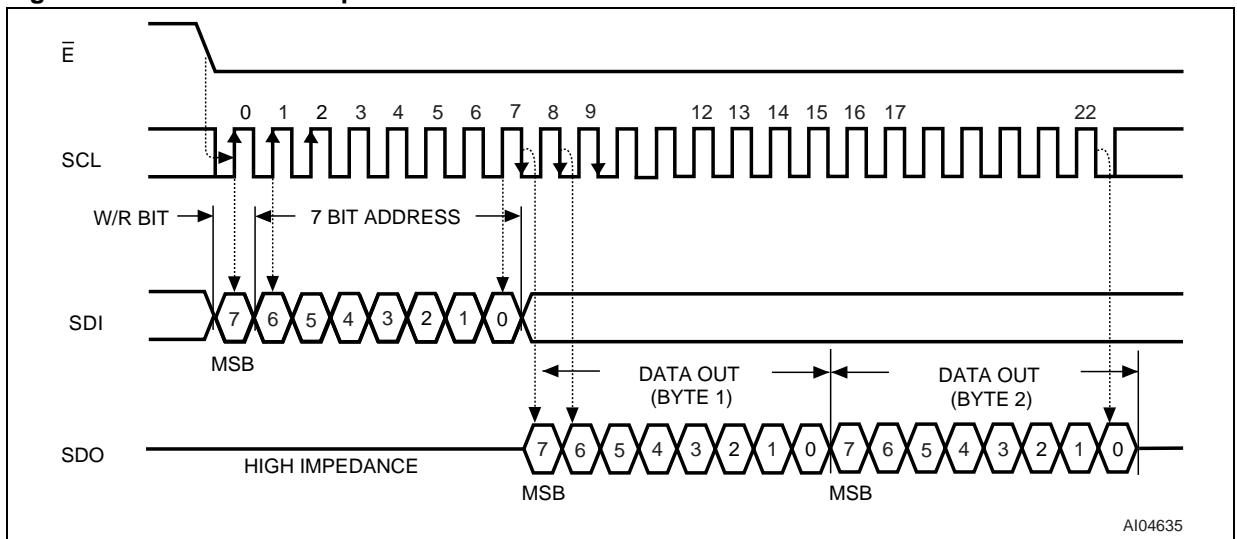 E
0 1 2 3 4 5 6 7 8 9 12 13 14 15 16 17 22
SCL
W/R BIT 7 BIT ADDRESS
SDI 7 6 5 4 3 2 1 0
MSB
DATA OUT
(BYTE 1)
DATA OUT
(BYTE 2)
SDO 7 6 5 4 3 2 1 0 7 6 5 4 3 2 1 0
HIGH IMPEDANCE
MSB MSB
AI04635